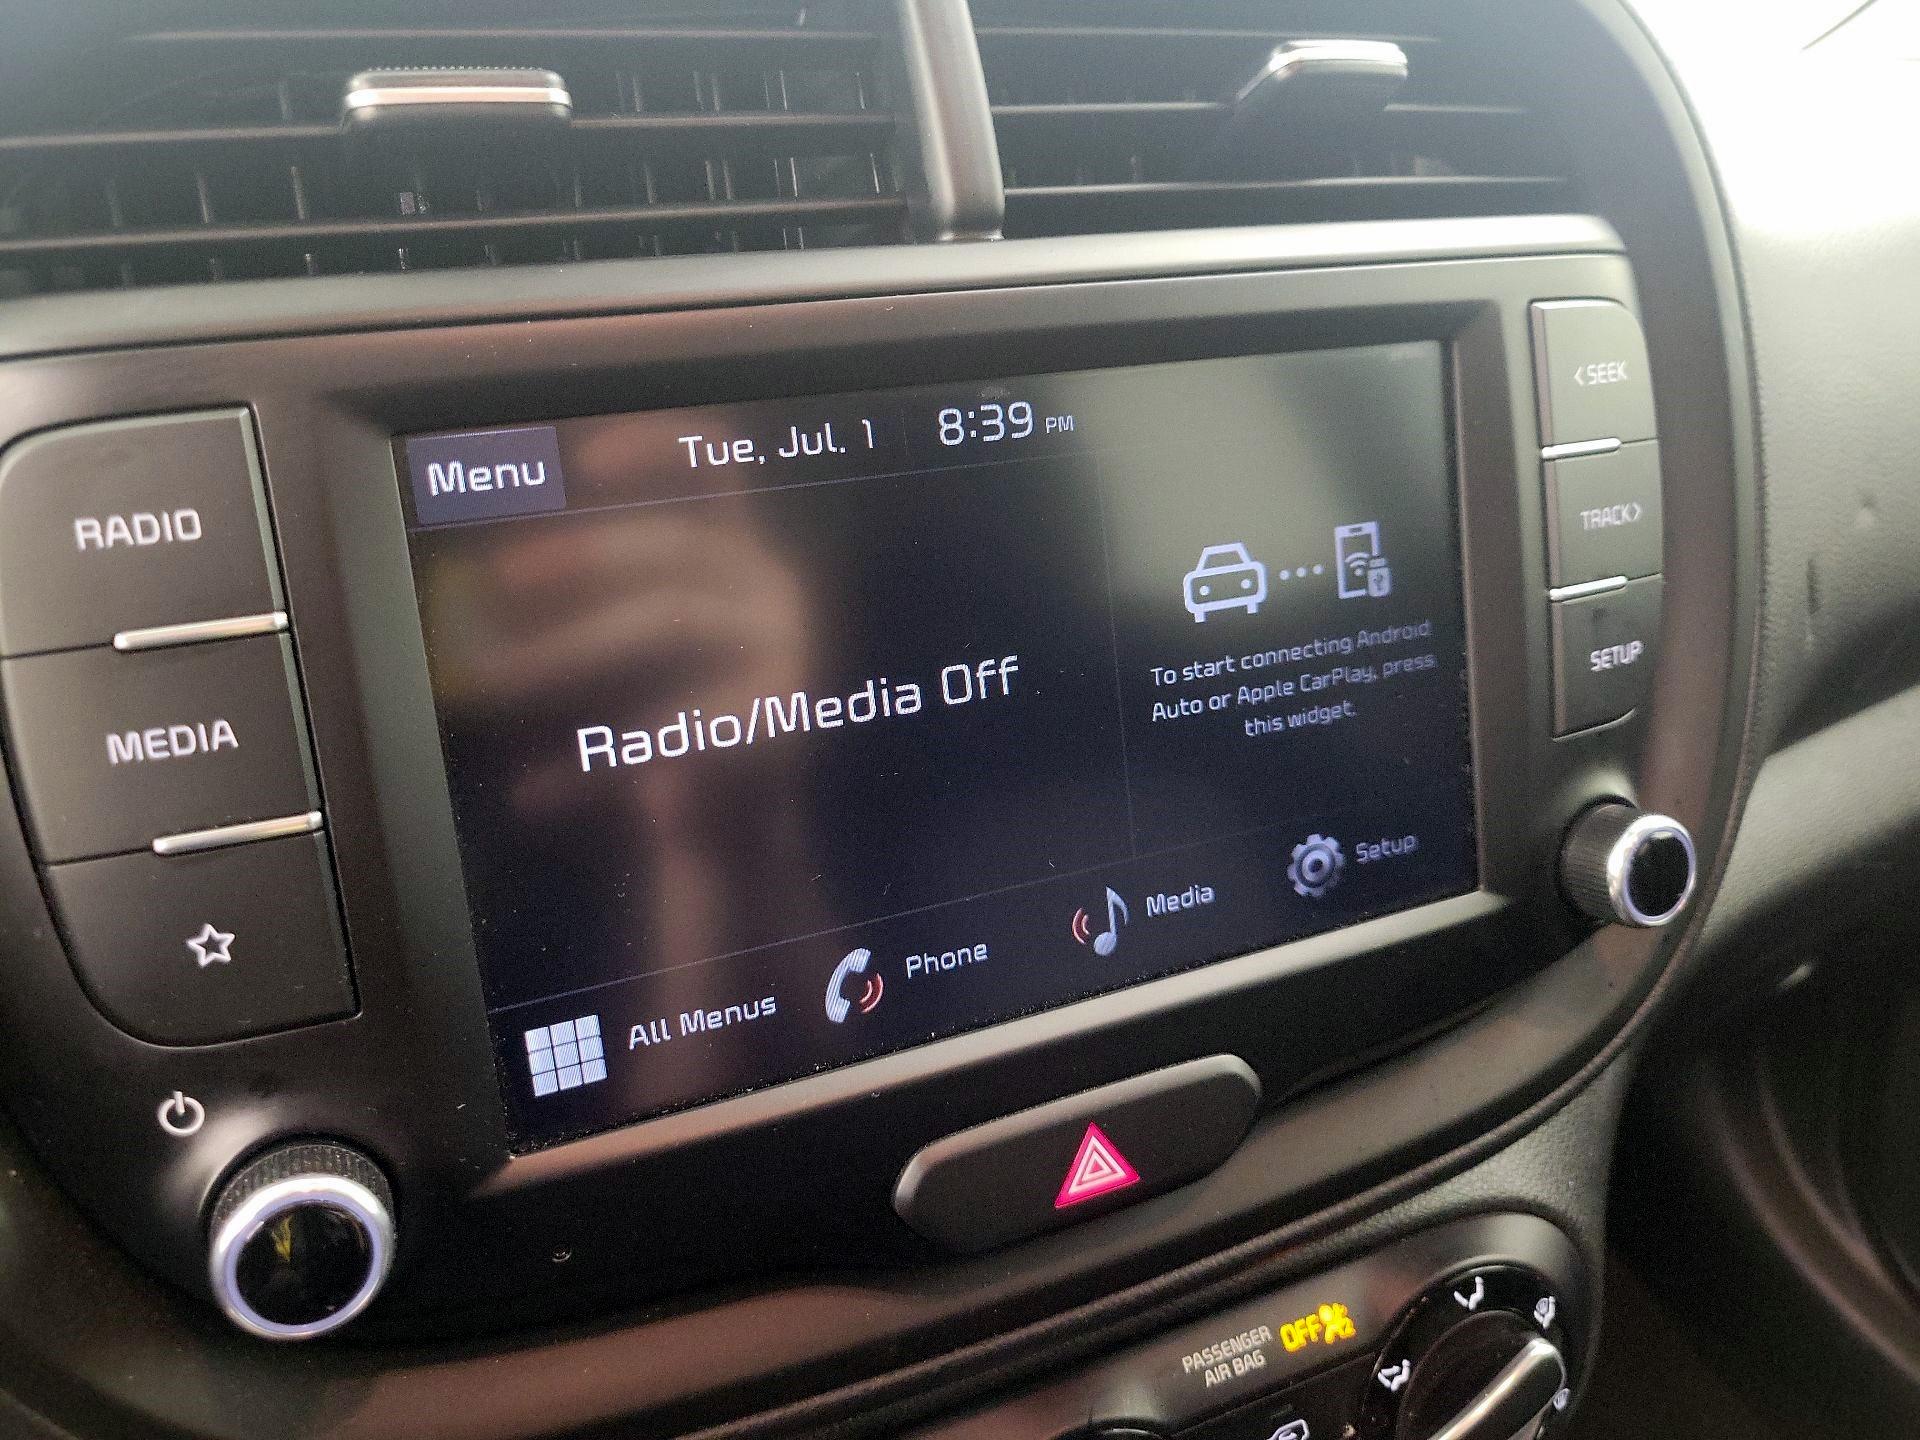 Menu
Tue, Jul. 1
8:39 PM
< SEEK
RADIO
TRACK >
To start connecting Android
Auto or Apple CarPlay, press
this widget.
SETUP
Radio/Media Off
MEDIA
All Menus
Phone
Media
Setup
PASSENGER
AIR BAG
OFF
2